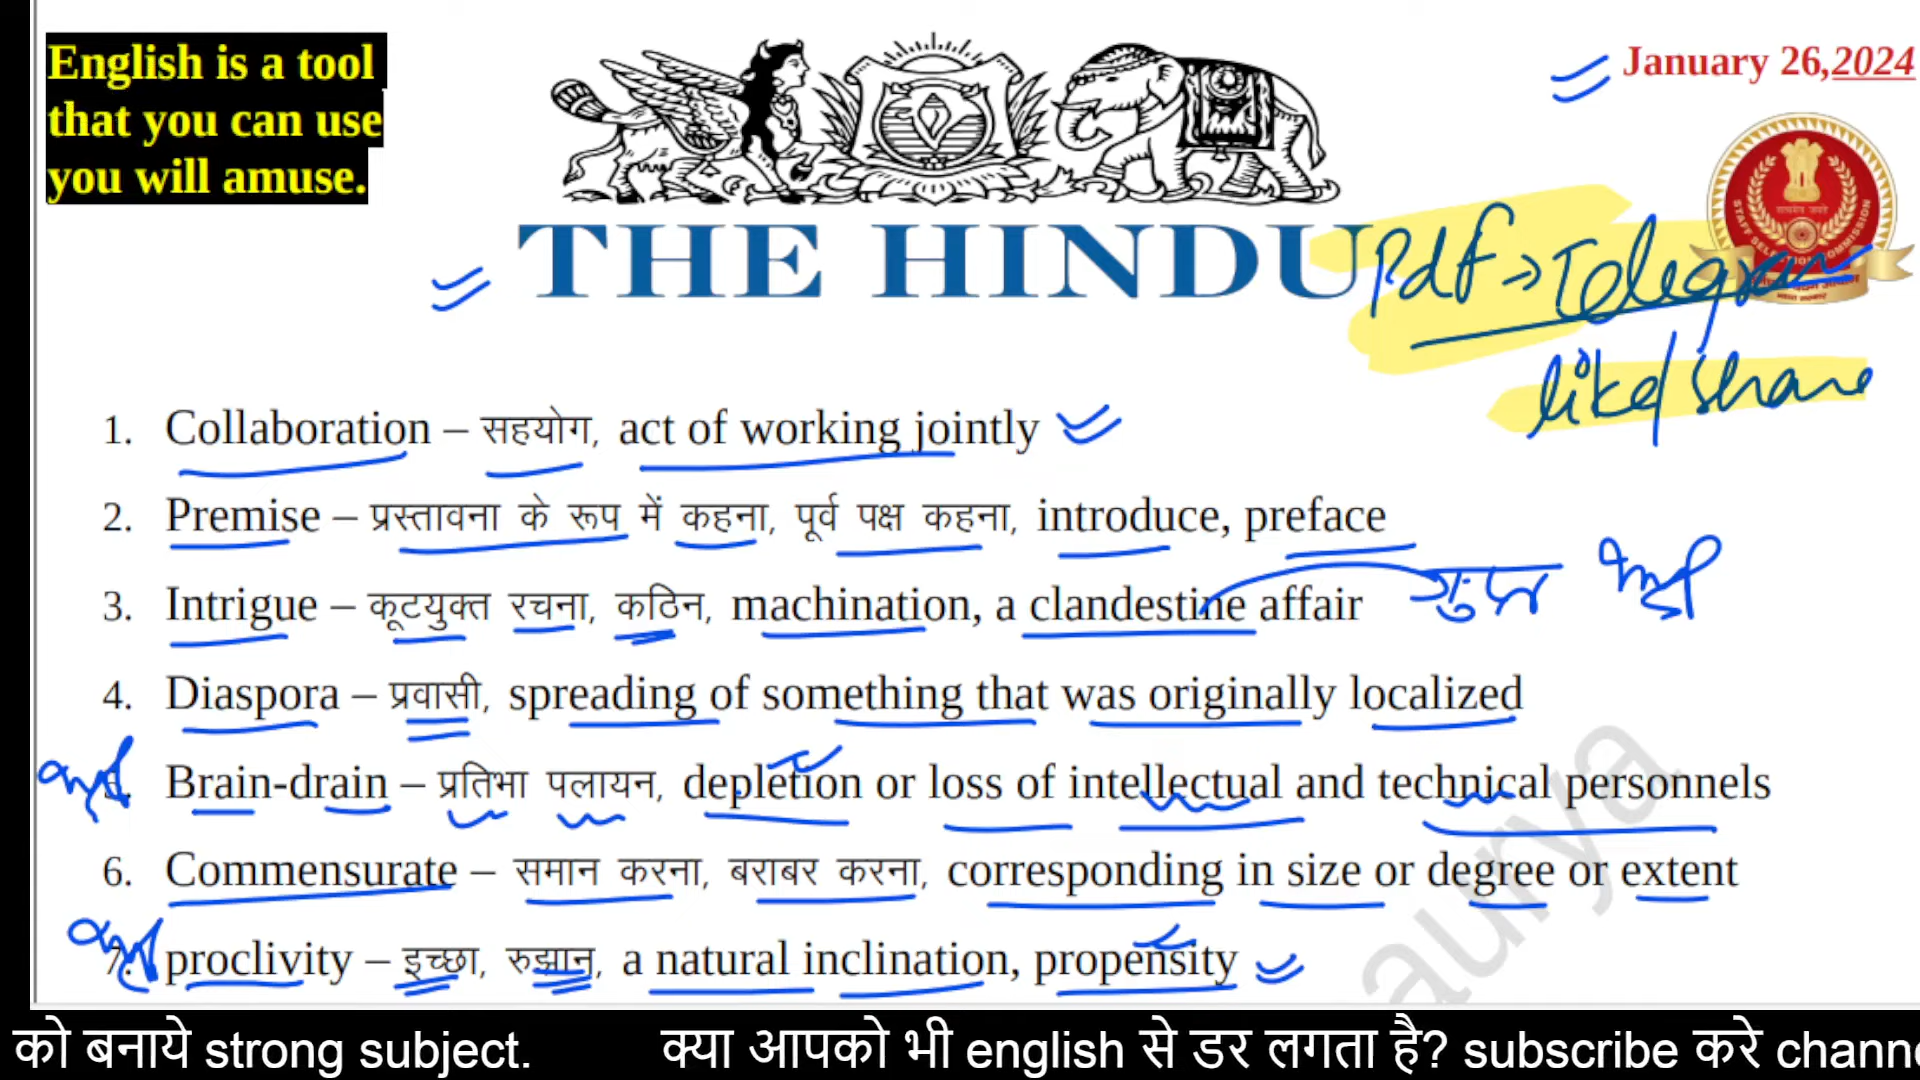 English is a tool
that you can use
you will amuse.
January 26,2024
THE HINDU
Pdf → Telegram
like/share
1. Collaboration – सहयोग, act of working jointly
2. Premise – प्रस्तावना के रूप में कहना, पूर्व पक्ष कहना, introduce, preface
3. Intrigue – कूटयुक्त रचना, कठिन, machination, a clandestine affair
4. Diaspora – प्रवासी, spreading of something that was originally localized
Brain-drain – प्रतिभा पलायन, depletion or loss of intellectual and technical personnels
6. Commensurate – समान करना, बराबर करना, corresponding in size or degree or extent
7. proclivity – इच्छा, रुझान, a natural inclination, propensity
aurya
को बनाये strong subject. क्या आपको भी english से डर लगता है? subscribe करे channe